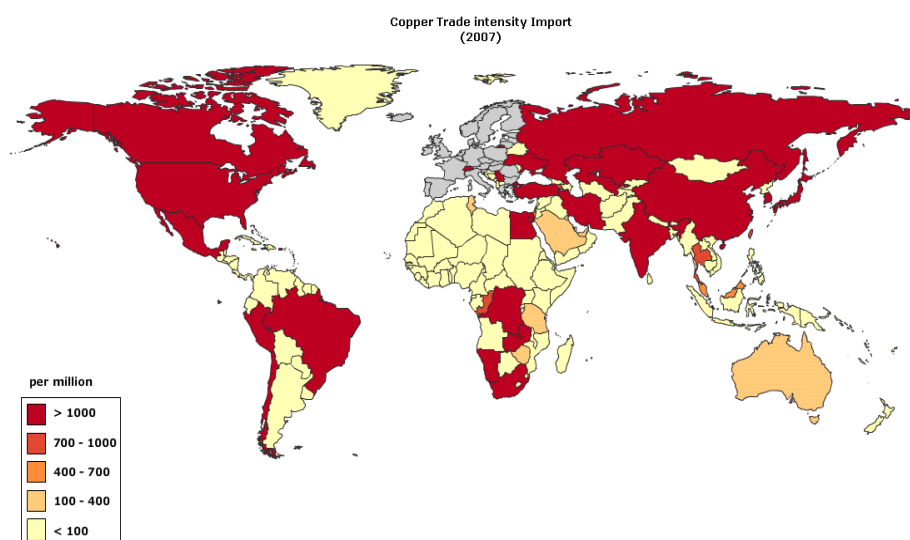 Copper Trade intensity Import
(2007)
per million
> 1000
700 - 1000
400 - 700
100 - 400
< 100